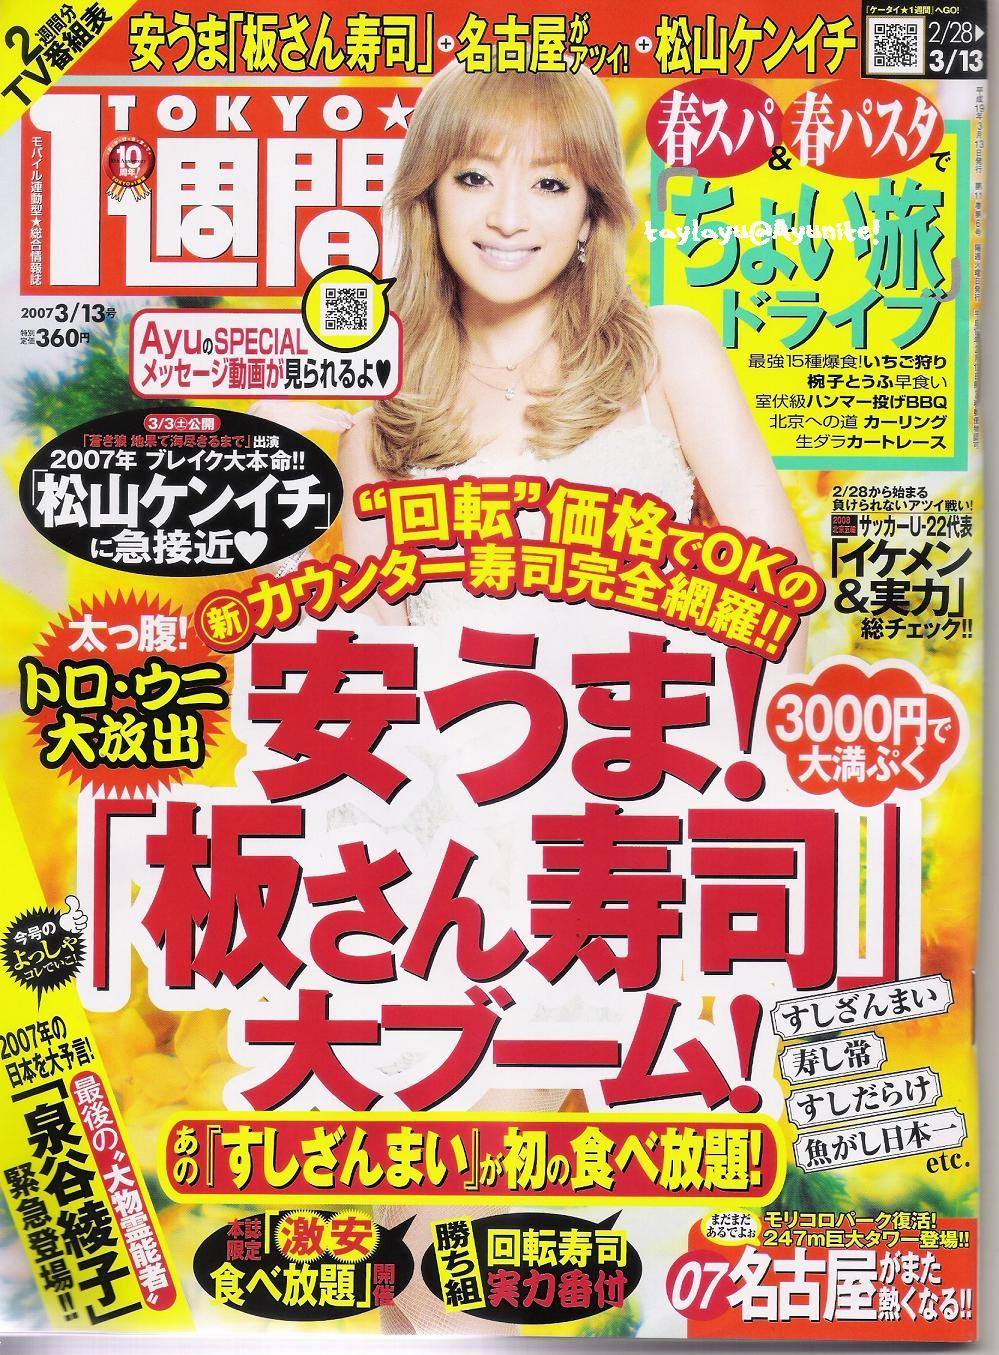 2週間分
TV番組表
安うま「板さん寿司」+名古屋がアツイ!+松山ケンイチ
「ケータイ★1週間」へGO!
2/28▶
3/13
TOKYO★
1週間
10th Anniversary
10周年!
モバイル連動型★総合情報誌
2007 3/13号
特別定価360円
AyuのSPECIAL
メッセージ動画が見られるよ♥
春スパ&春パスタで
「ちょい旅」
ドライブ
taylayu@Ayunite!
最強15種爆食!いちご狩り
椀子とうふ早食い
室伏級ハンマー投げBBQ
北京への道 カーリング
生ダラカートレース
3/3㊏公開
「蒼き狼 地果て海尽きるまで」出演
2007年 ブレイク大本命!!
「松山ケンイチ」
に急接近♥
2/28から始まる
負けられないアツイ戦い!
2008北京五輪 サッカーU-22代表
「イケメン
&実力」
総チェック!!
“回転”価格でOKの
新カウンター寿司完全網羅!!
太っ腹!
トロ・ウニ
大放出
安うま!
3000円で
大満ぷく
「板さん寿司」
大ブーム!
すしざんまい
寿し常
すしだらけ
魚がし日本一
etc.
今号の
よっしゃ
コレでいこ!
2007年の
日本を大予言!
最後の“大物霊能者”
「泉谷綾子」
緊急登場!!
あの『すしざんまい』が初の食べ放題!
本誌限定「激安
食べ放題」開催
勝ち組
回転寿司
実力番付
まだまだあるでよぉ
モリコロパーク復活!
247m巨大タワー登場!!
07名古屋がまた
熱くなる!!